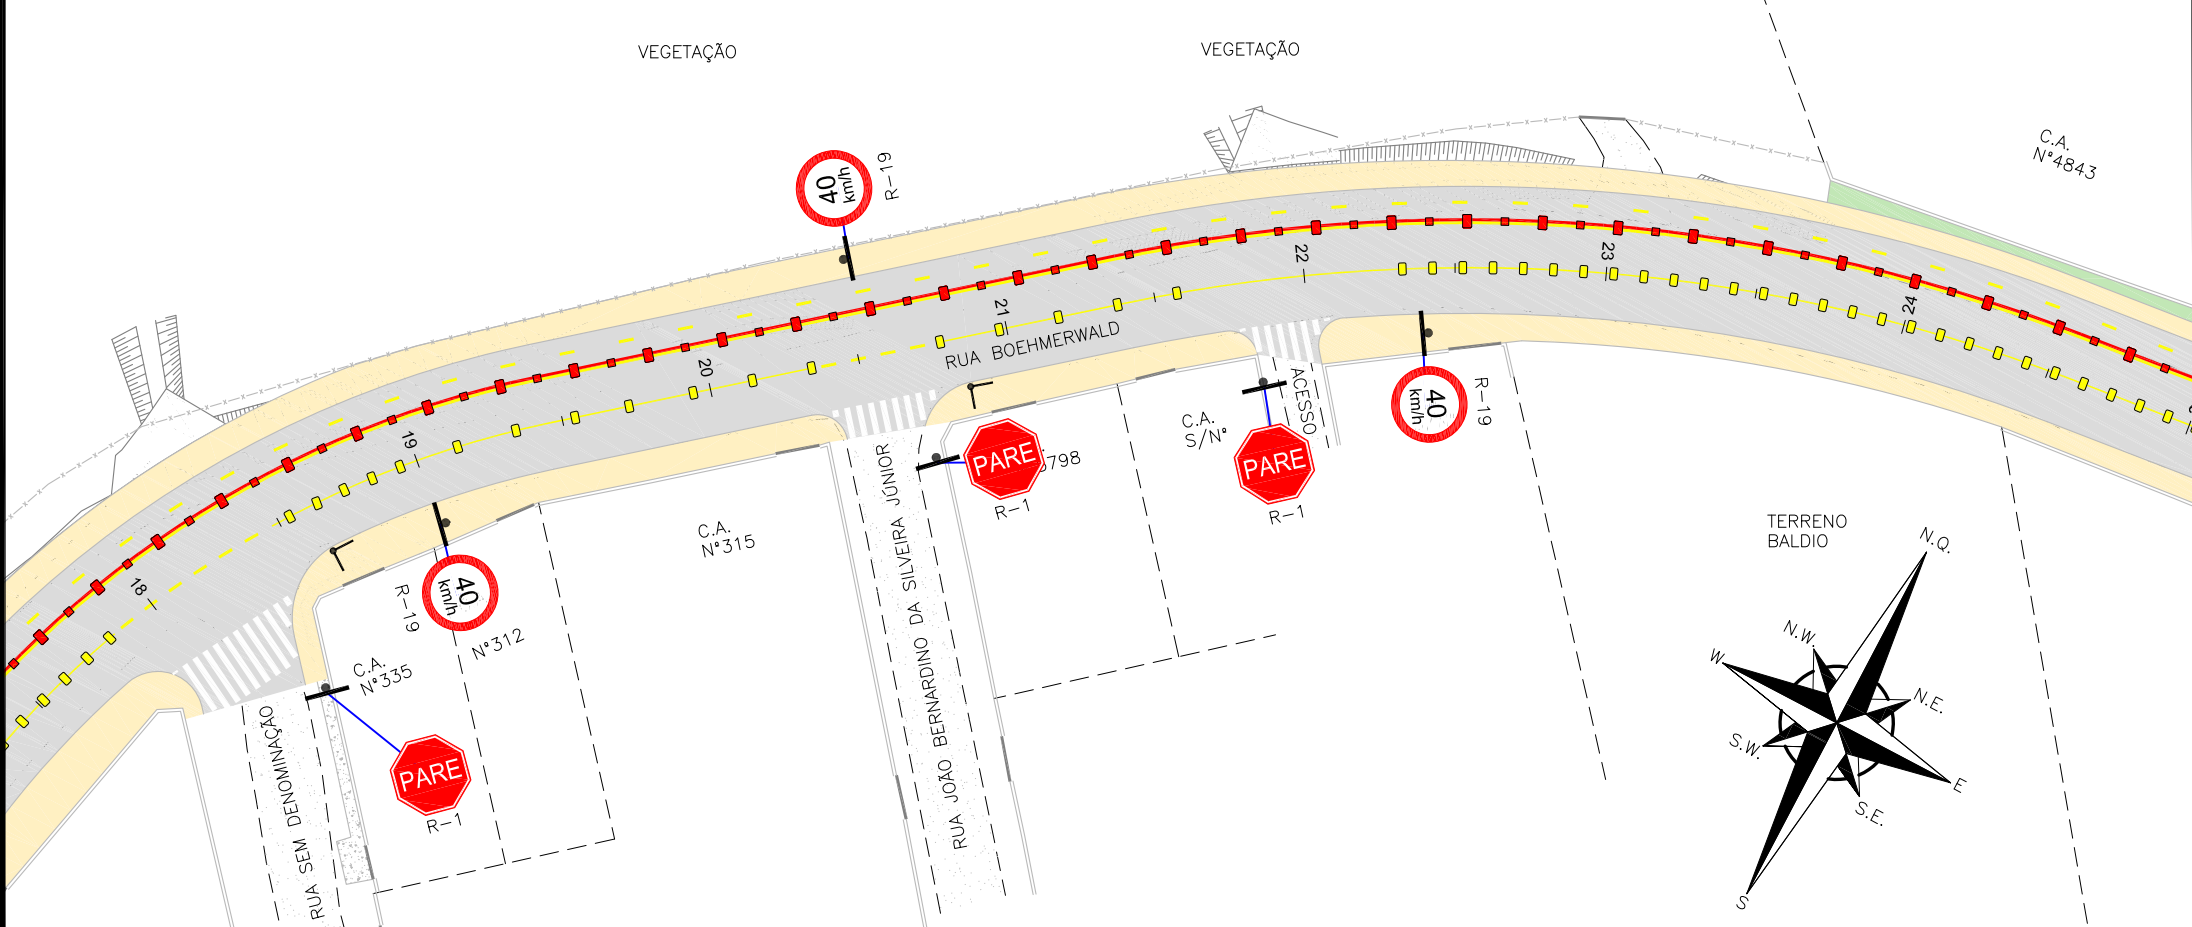 VEGETAÇÃO
VEGETAÇÃO
C.A.
N°4843
40
km/h
R-19
24
23
22
21
20
19
18
RUA BOEHMERWALD
ACESSO
C.A.
S/N°
40
km/h
R-19
PARE
R-1
798
PARE
R-1
C.A.
N°315
RUA JOÃO BERNARDINO DA SILVEIRA JÚNIOR
40
km/h
R-19
N°312
C.A.
N°335
PARE
R-1
RUA SEM DENOMINAÇÃO
TERRENO
BALDIO
N.Q.
N.W.
W
N.E.
S.W.
E
S.E.
S